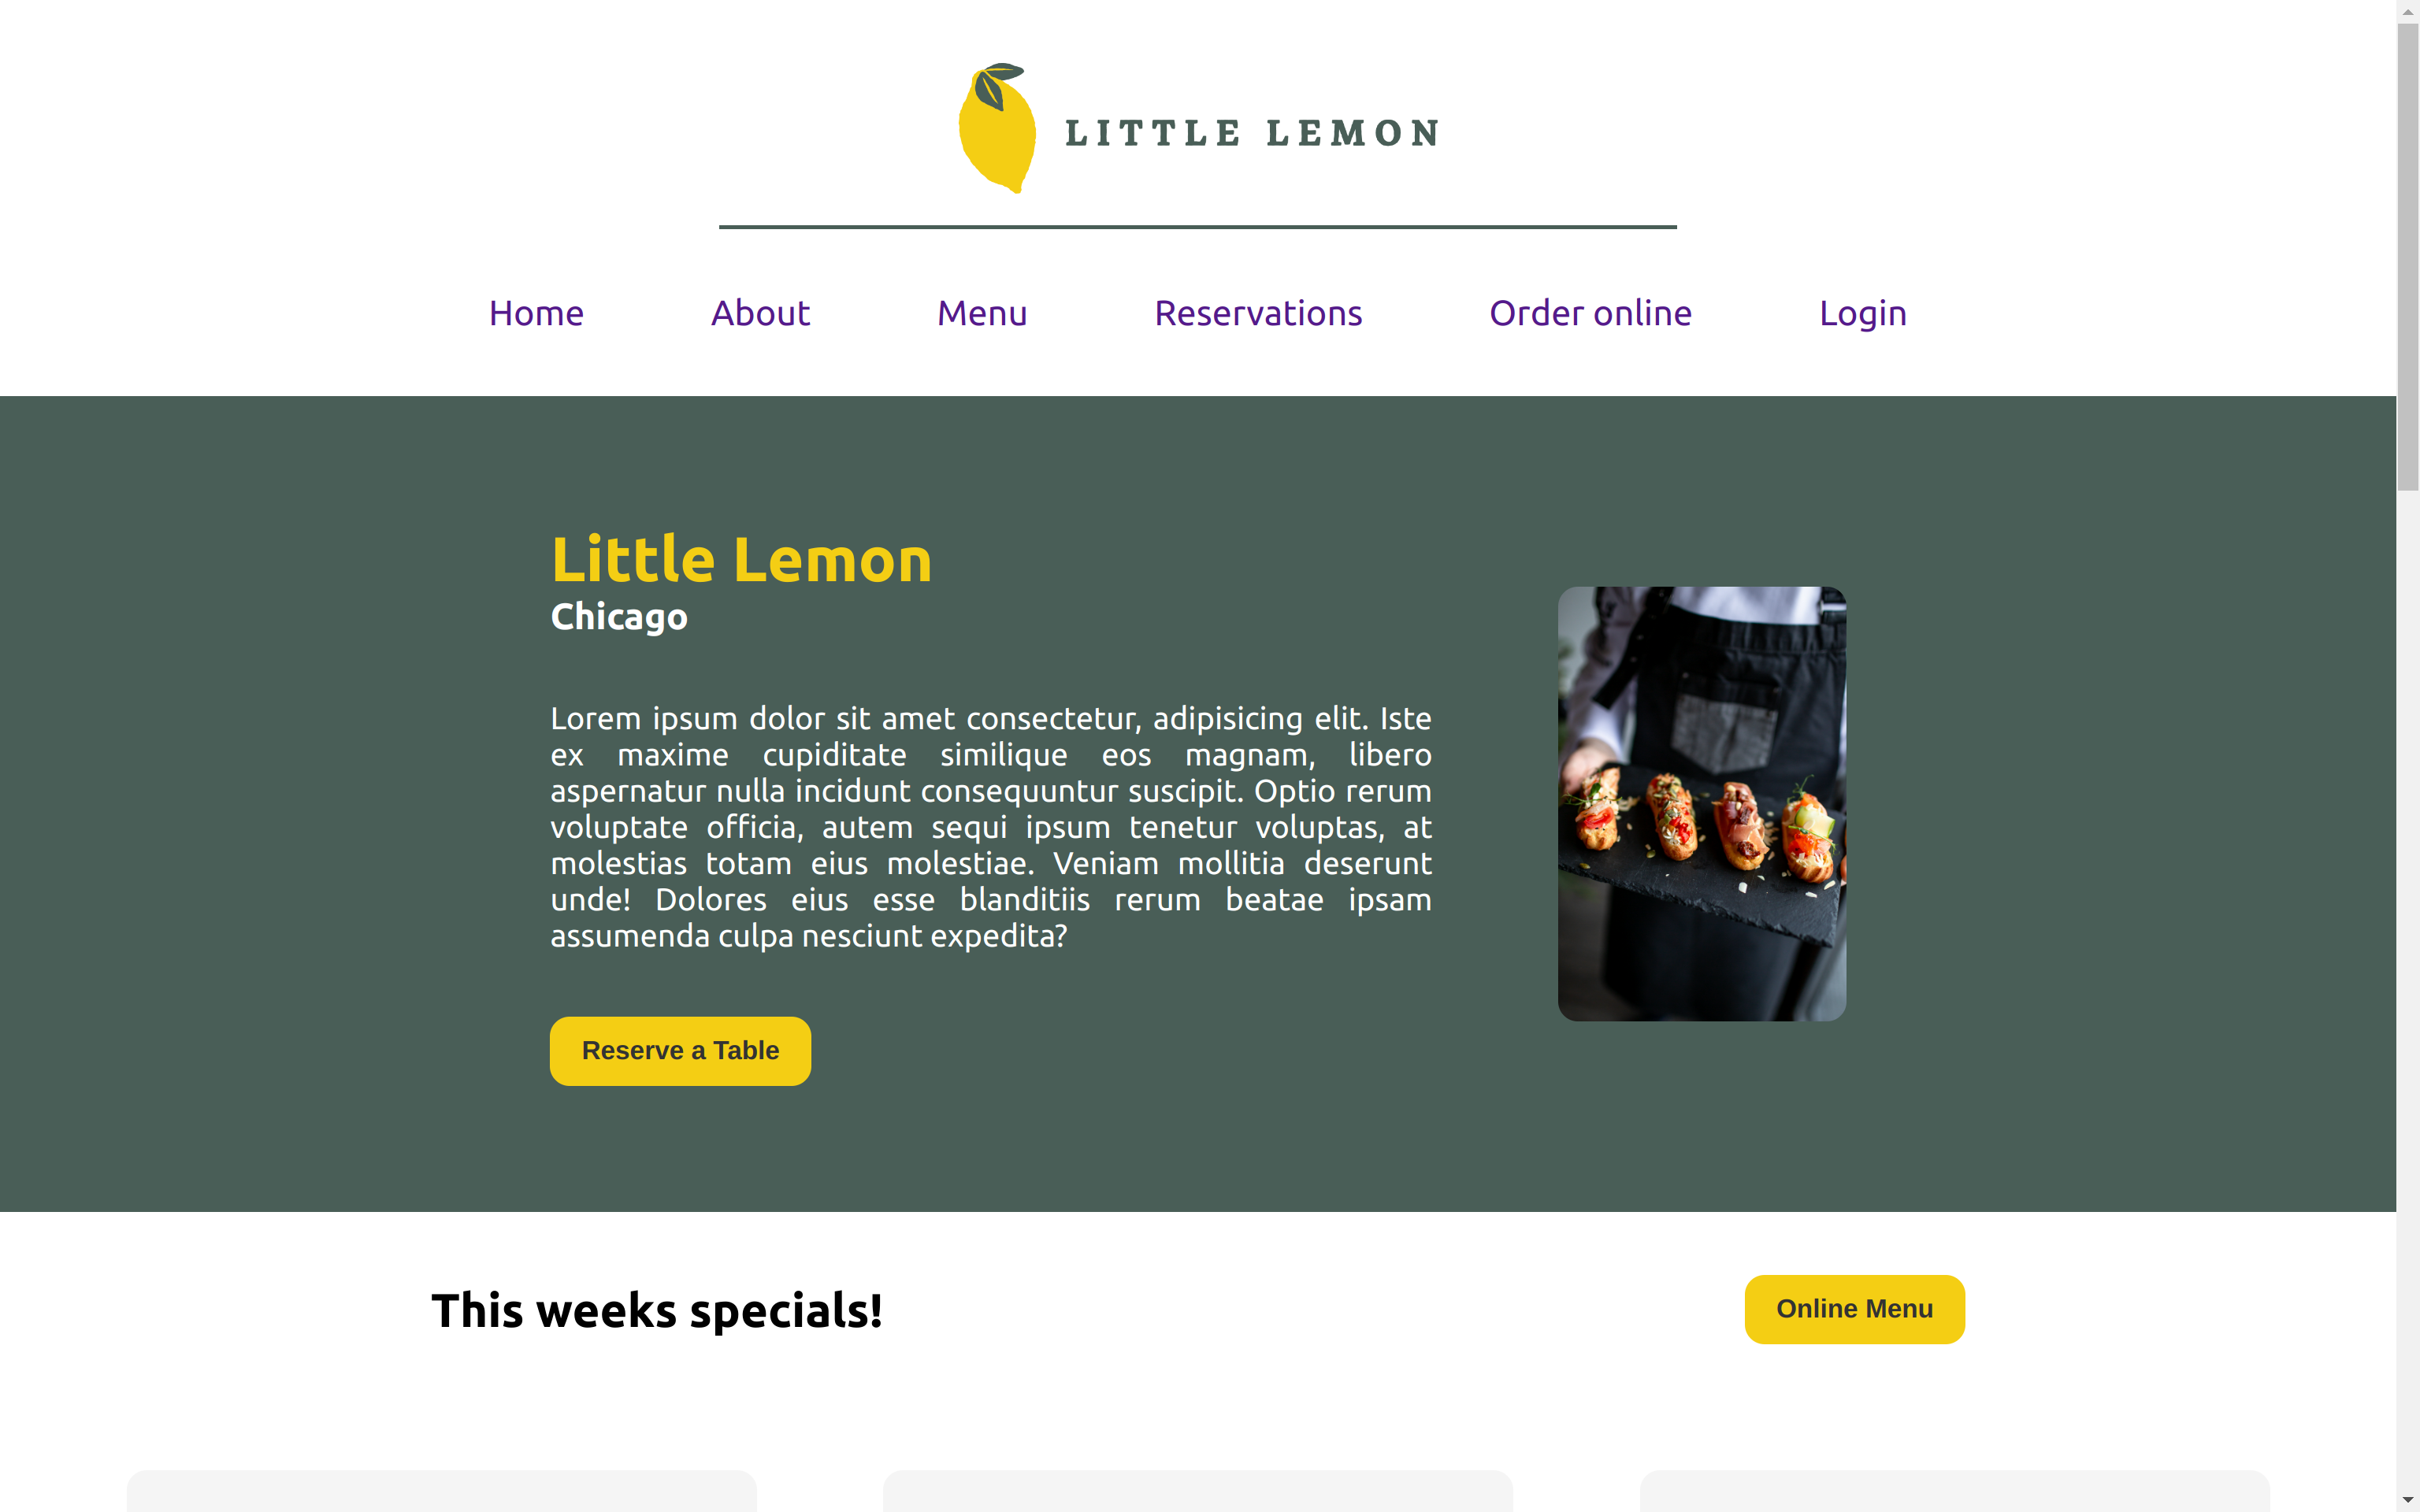 LITTLE LEMON
Home About Menu Reservations Order online Login
Little Lemon
Chicago
Lorem ipsum dolor sit amet consectetur, adipisicing elit. Iste
ex maxime cupiditate similique eos magnam, libero
aspernatur nulla incidunt consequuntur suscipit. Optio rerum
voluptate officia, autem sequi ipsum tenetur voluptas, at
molestias totam eius molestiae. Veniam mollitia deserunt
unde! Dolores eius esse blanditiis rerum beatae ipsam
assumenda culpa nesciunt expedita?
Reserve a Table
This weeks specials!
Online Menu